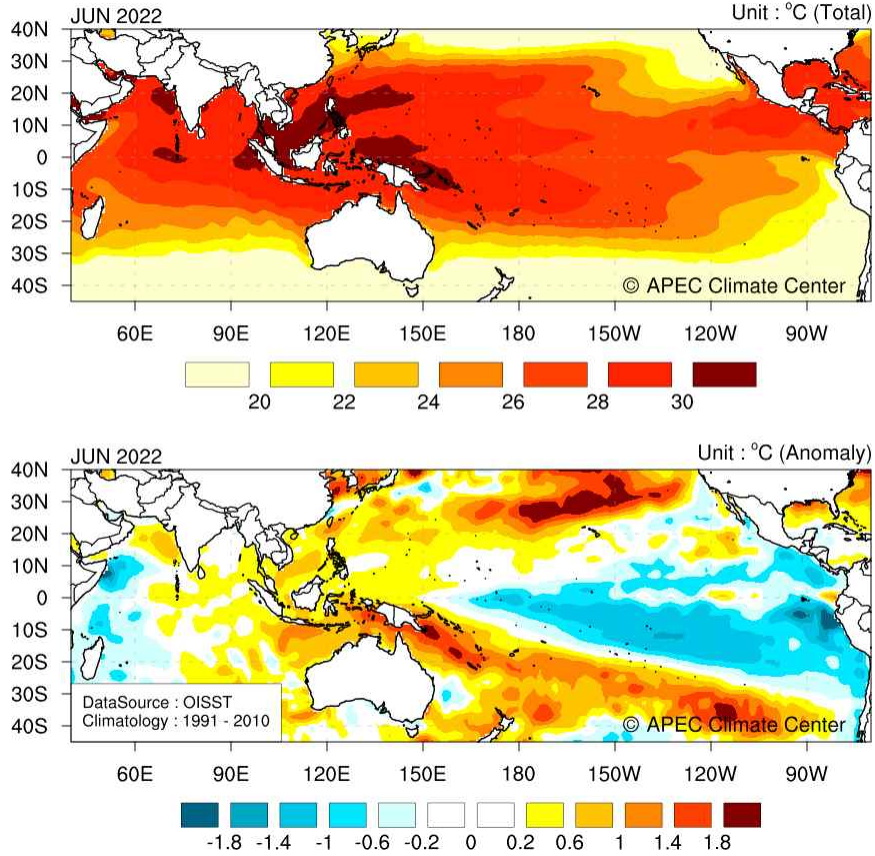 JUN 2022 Unit : °C (Total)
40N
30N
20N
10N
0
10S
20S
30S
40S
© APEC Climate Center
60E 90E 120E 150E 180 150W 120W 90W
20 22 24 26 28 30
JUN 2022 Unit : °C (Anomaly)
40N
30N
20N
10N
0
10S
20S
30S
40S
DataSource : OISST
Climatology : 1991 - 2010
© APEC Climate Center
60E 90E 120E 150E 180 150W 120W 90W
-1.8 -1.4 -1 -0.6 -0.2 0 0.2 0.6 1 1.4 1.8